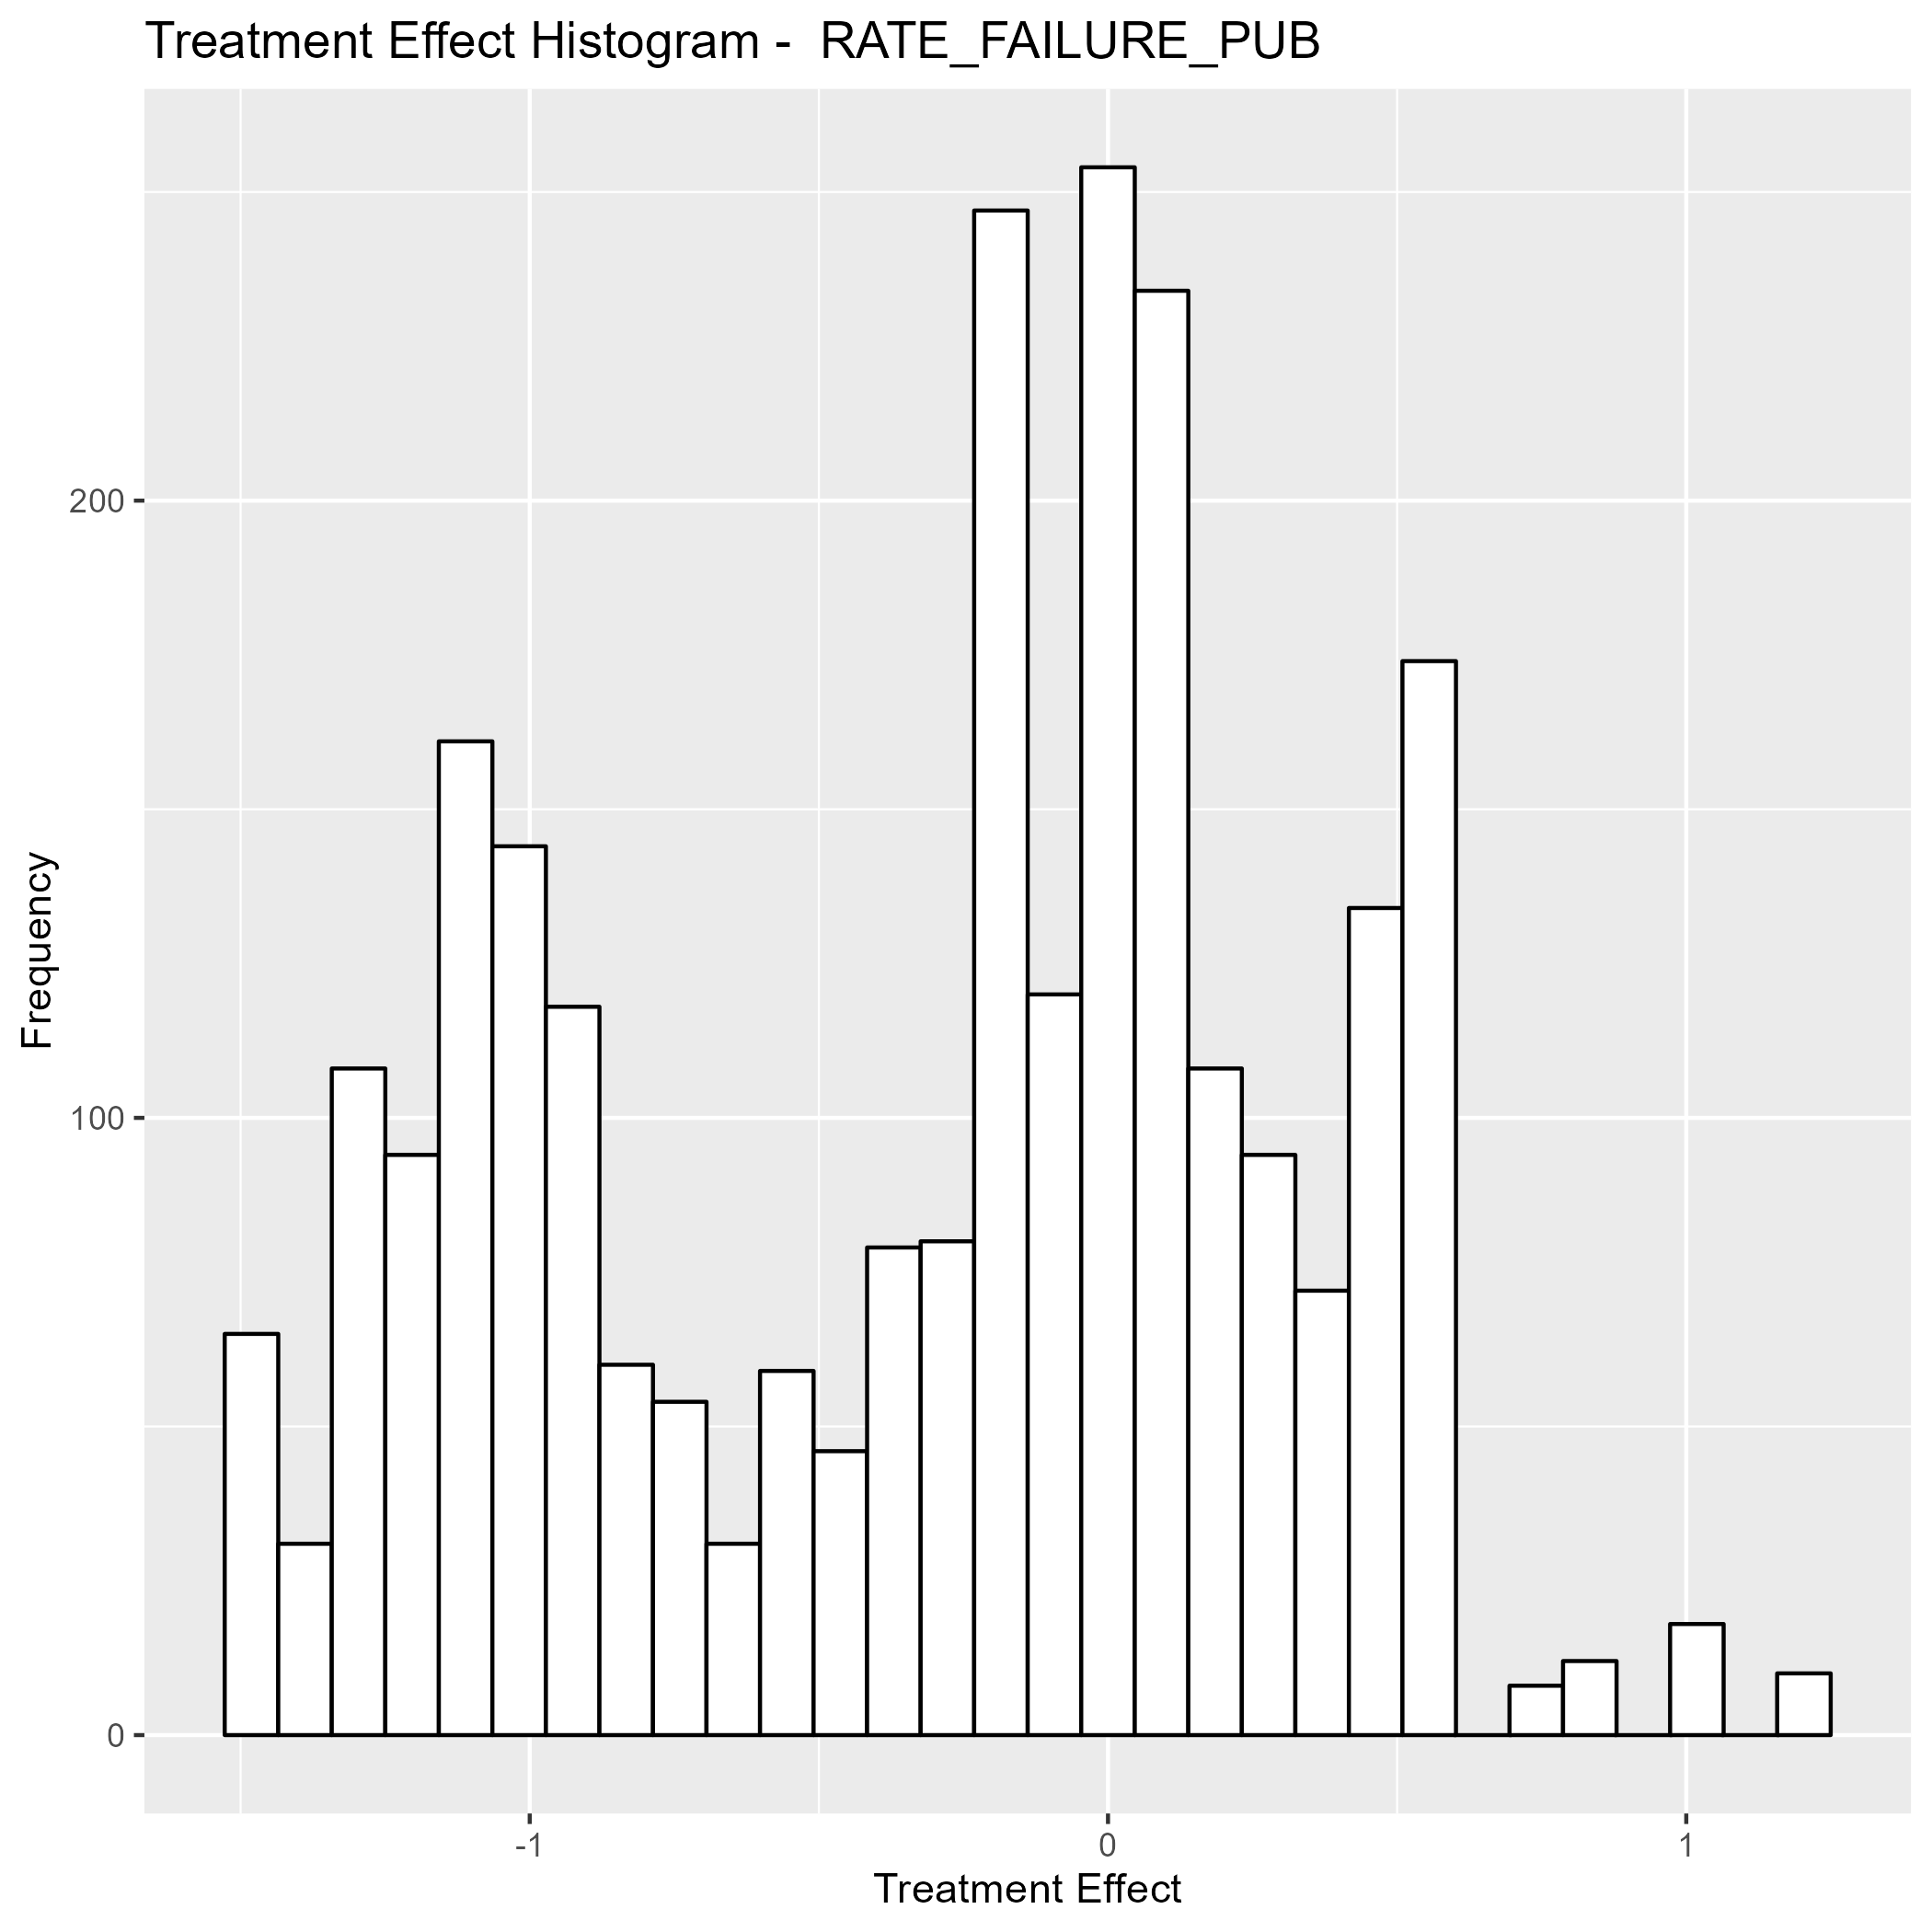 Treatment Effect Histogram -  RATE_FAILURE_PUB
Frequency
200
100
0
-1
0
1
Treatment Effect